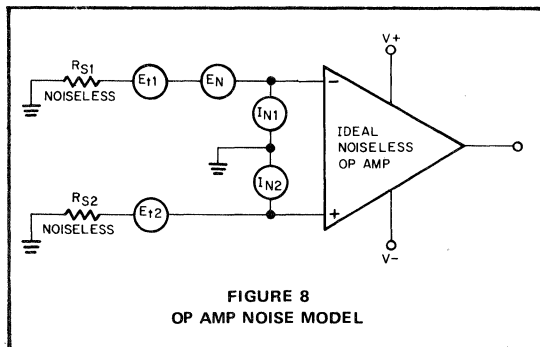 V+
RS1
NOISELESS
Et1
EN
IN1
IN2
−
IDEAL
NOISELESS
OP AMP
+
RS2
NOISELESS
Et2
V-
FIGURE 8
OP AMP NOISE MODEL